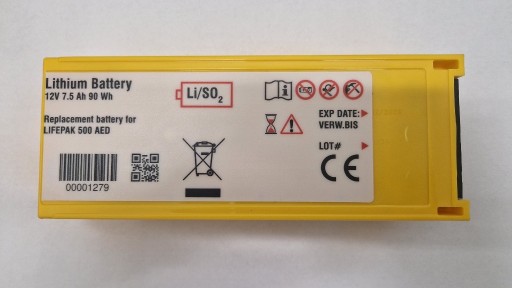 Lithium Battery
12V 7.5 Ah 90 Wh
Li/SO2
Replacement battery for
LIFEPAK 500 AED
EXP DATE:
VERW.BIS
LOT#
CE
00001279